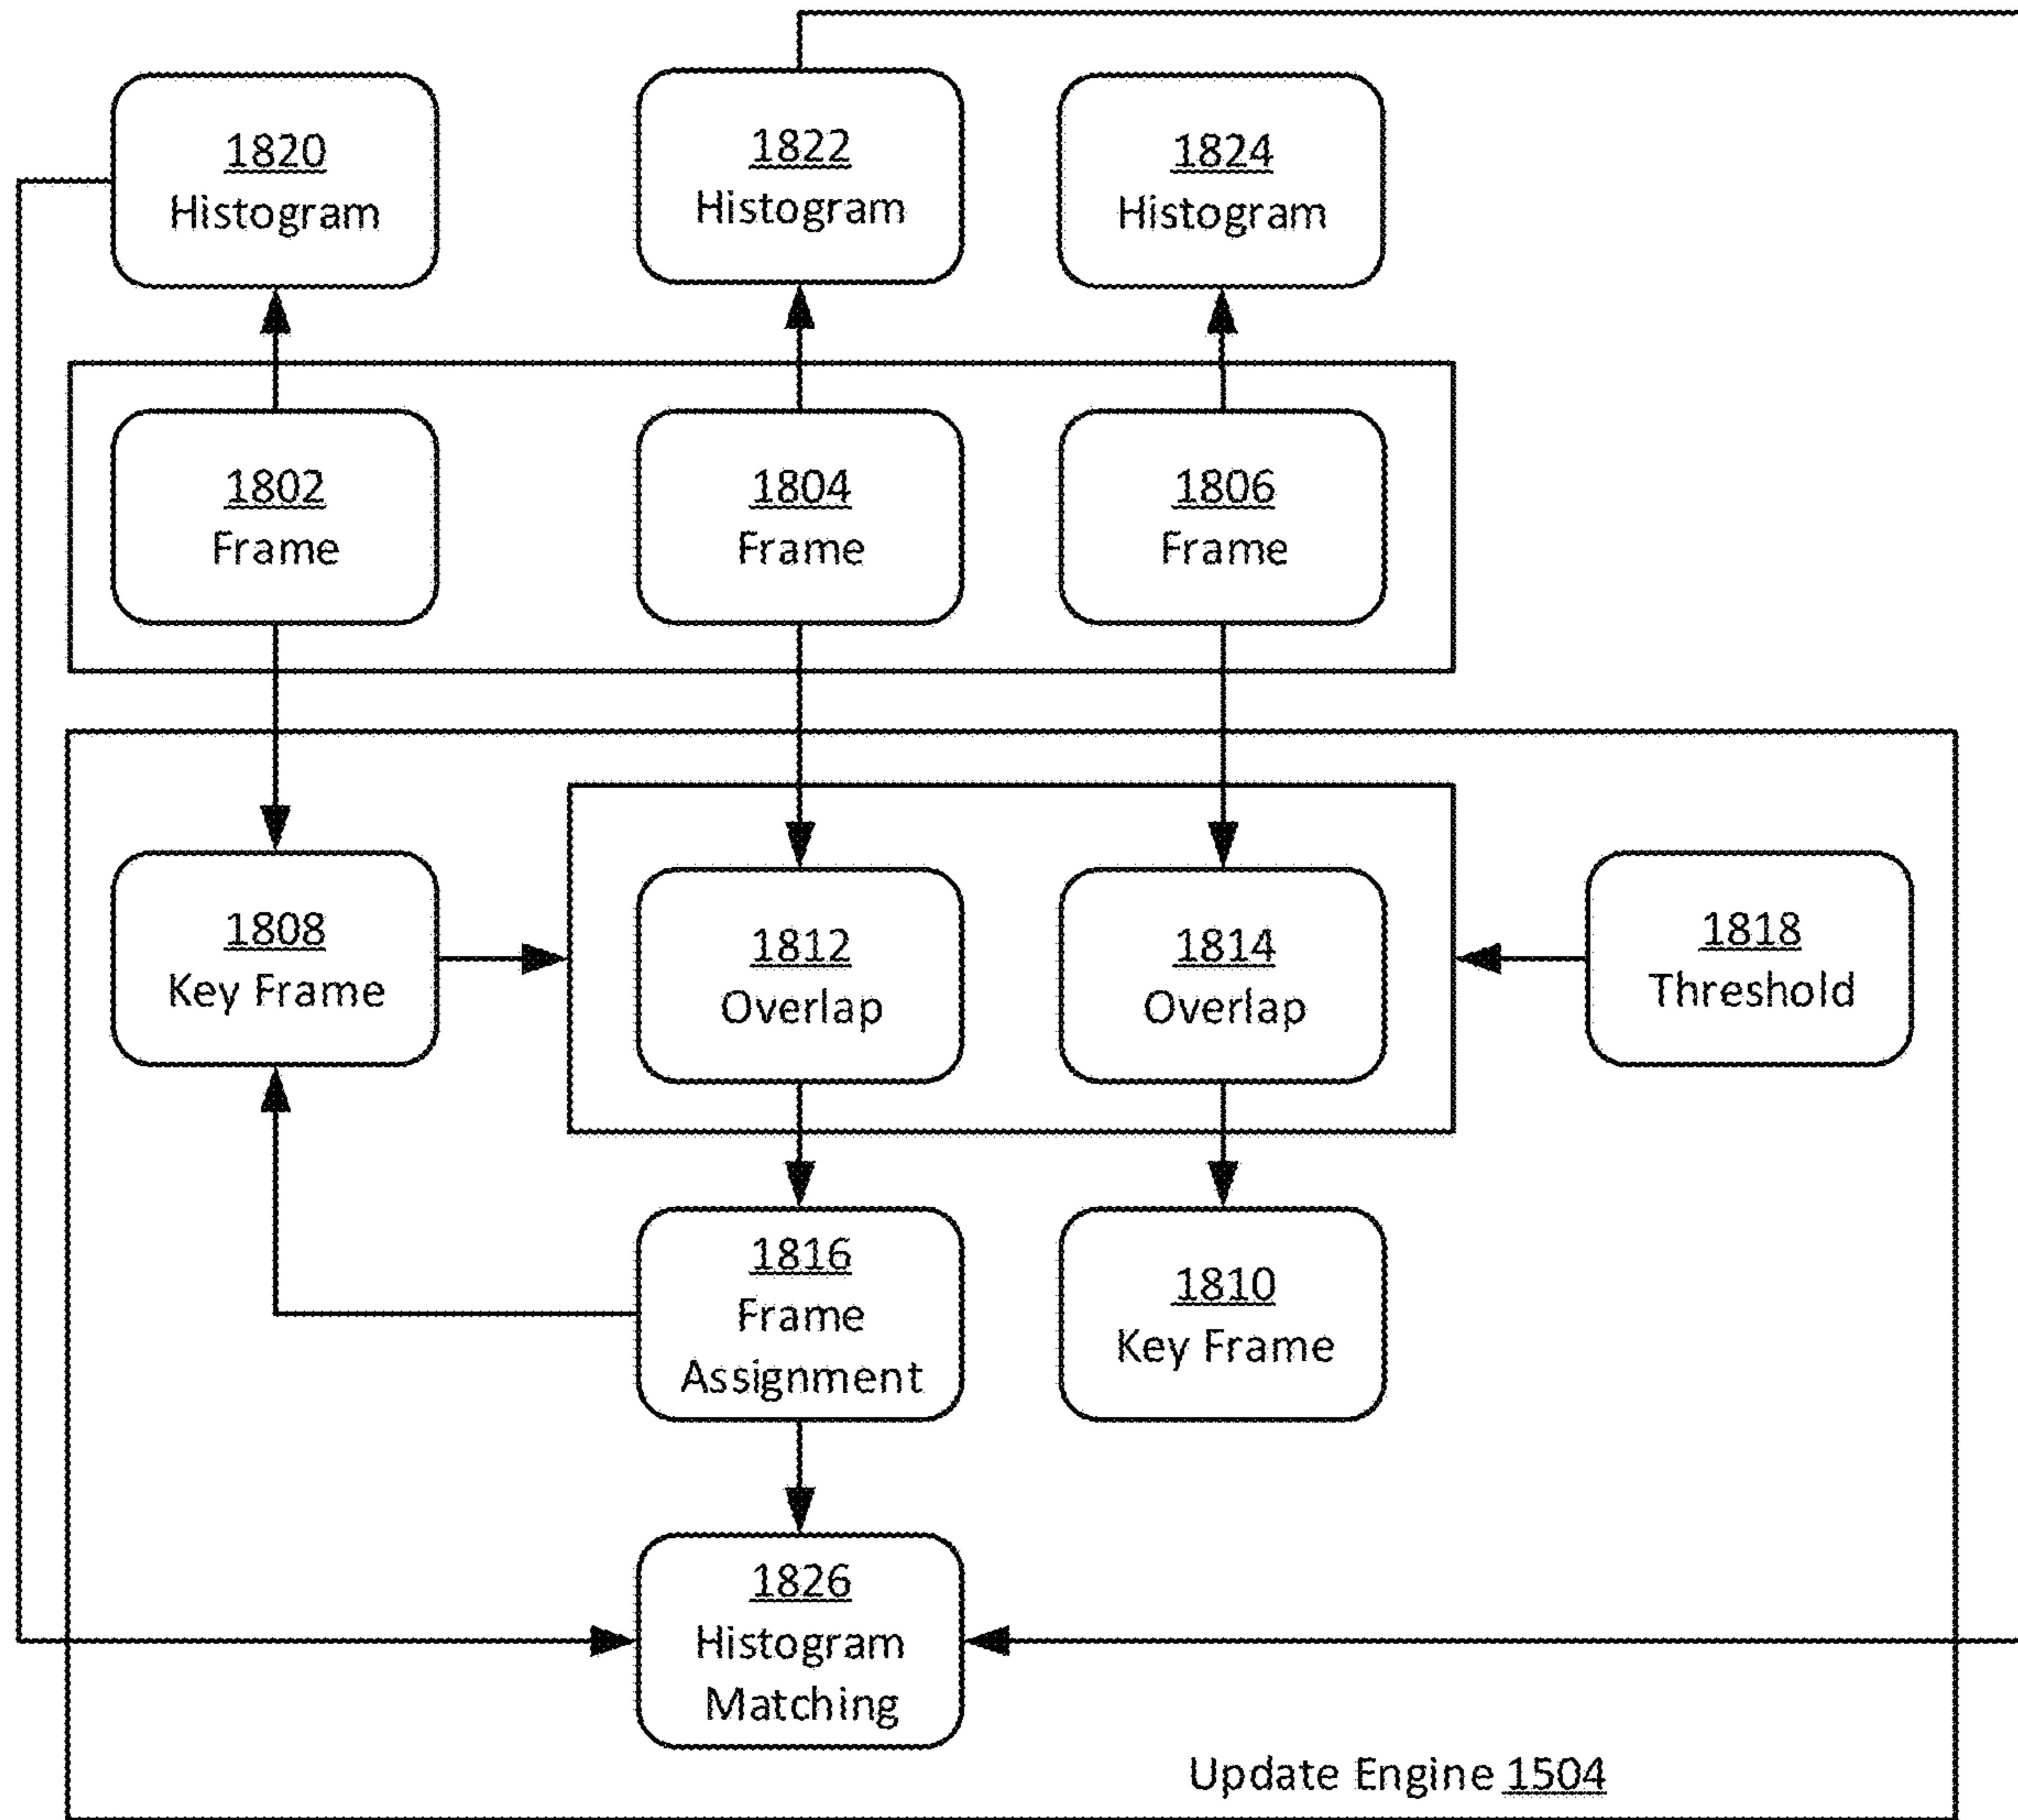 1820
Histogram
1822
Histogram
1824
Histogram
1802
Frame
1804
Frame
1806
Frame
1808
Key Frame
1812
Overlap
1814
Overlap
1818
Threshold
1816
Frame
Assignment
1810
Key Frame
1826
Histogram
Matching
Update Engine 1504